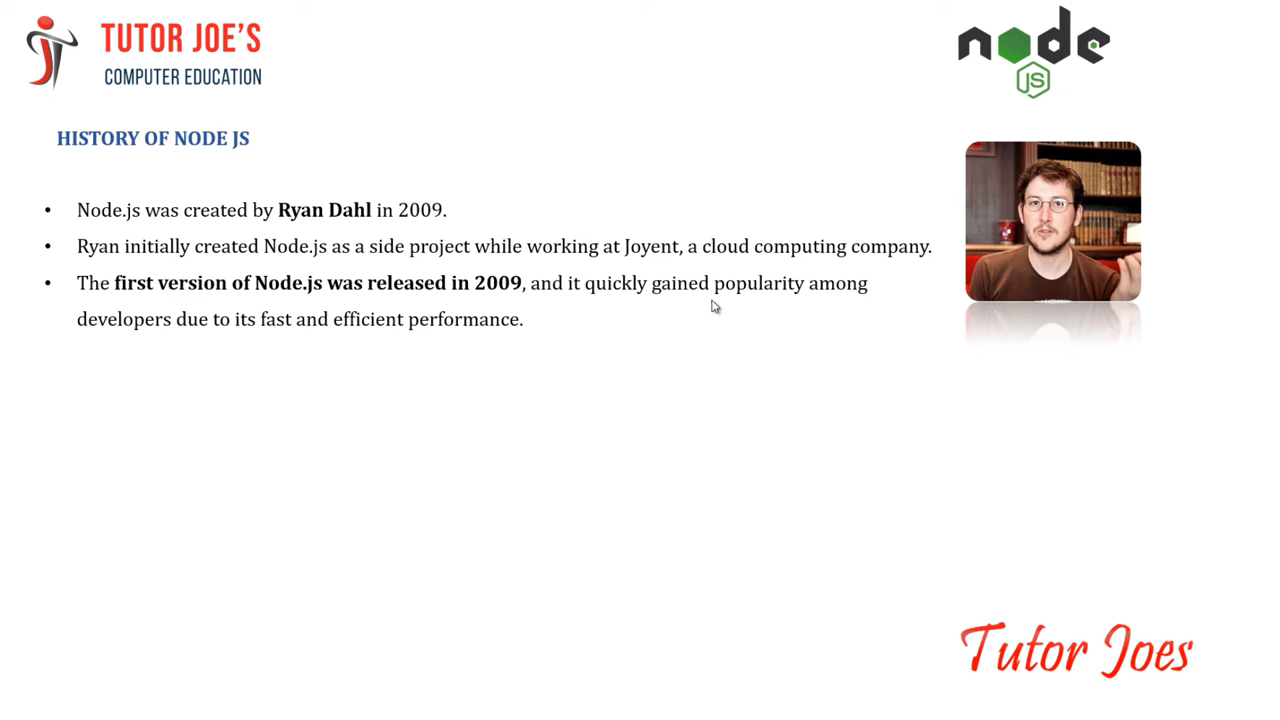 TUTOR JOE'S
COMPUTER EDUCATION
node
JS
HISTORY OF NODE JS
• Node.js was created by Ryan Dahl in 2009.
• Ryan initially created Node.js as a side project while working at Joyent, a cloud computing company.
• The first version of Node.js was released in 2009, and it quickly gained popularity among
developers due to its fast and efficient performance.
Tutor Joes